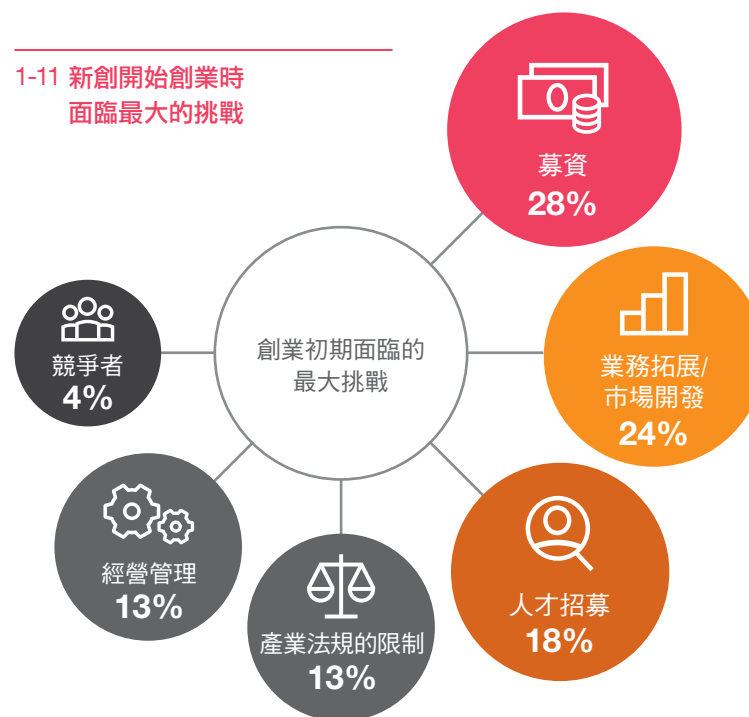 1-11 新創開始創業時
面臨最大的挑戰
募資
28%
業務拓展/
市場開發
24%
人才招募
18%
產業法規的限制
13%
經營管理
13%
競爭者
4%
創業初期面臨的
最大挑戰